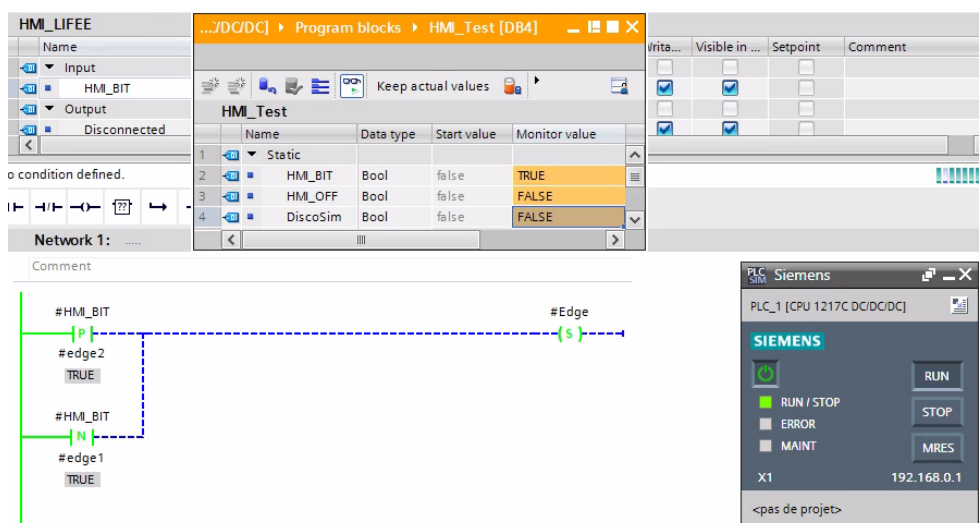 HMI_LIFEE
Name
Input
HMI_BIT
Output
Disconnected
...'/DC/DC] ▸ Program blocks ▸ HMI_Test [DB4]
Keep actual values
HMI_Test
Name Data type Start value Monitor value
1 Static
2 HMI_BIT Bool false TRUE
3 HMI_OFF Bool false FALSE
4 DiscoSim Bool false FALSE
Writa... Visible in ... Setpoint Comment
o condition defined.
??
Network 1: .....
Comment
#HMI_BIT
P
#edge2
TRUE
#HMI_BIT
N
#edge1
TRUE
#Edge
S
PLC SIM Siemens
PLC_1 [CPU 1217C DC/DC/DC]
SIEMENS
RUN
RUN / STOP
STOP
ERROR
MAINT
MRES
X1 192.168.0.1
<pas de projet>